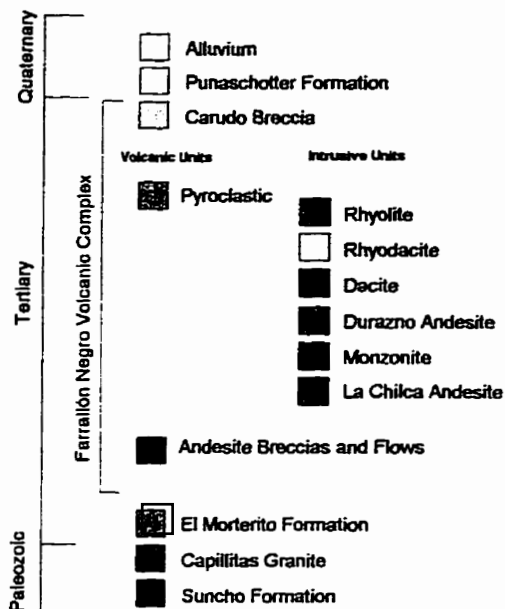 Quaternary
Tertiary
Paleozoic
Farrallón Negro Volcanic Complex
Alluvium
Punaschotter Formation
Carudo Breccia
Volcanic Units
Intrusive Units
Pyroclastic
Rhyolite
Rhyodacite
Dacite
Durazno Andesite
Monzonite
La Chilca Andesite
Andesite Breccias and Flows
El Morterito Formation
Capillitas Granite
Suncho Formation